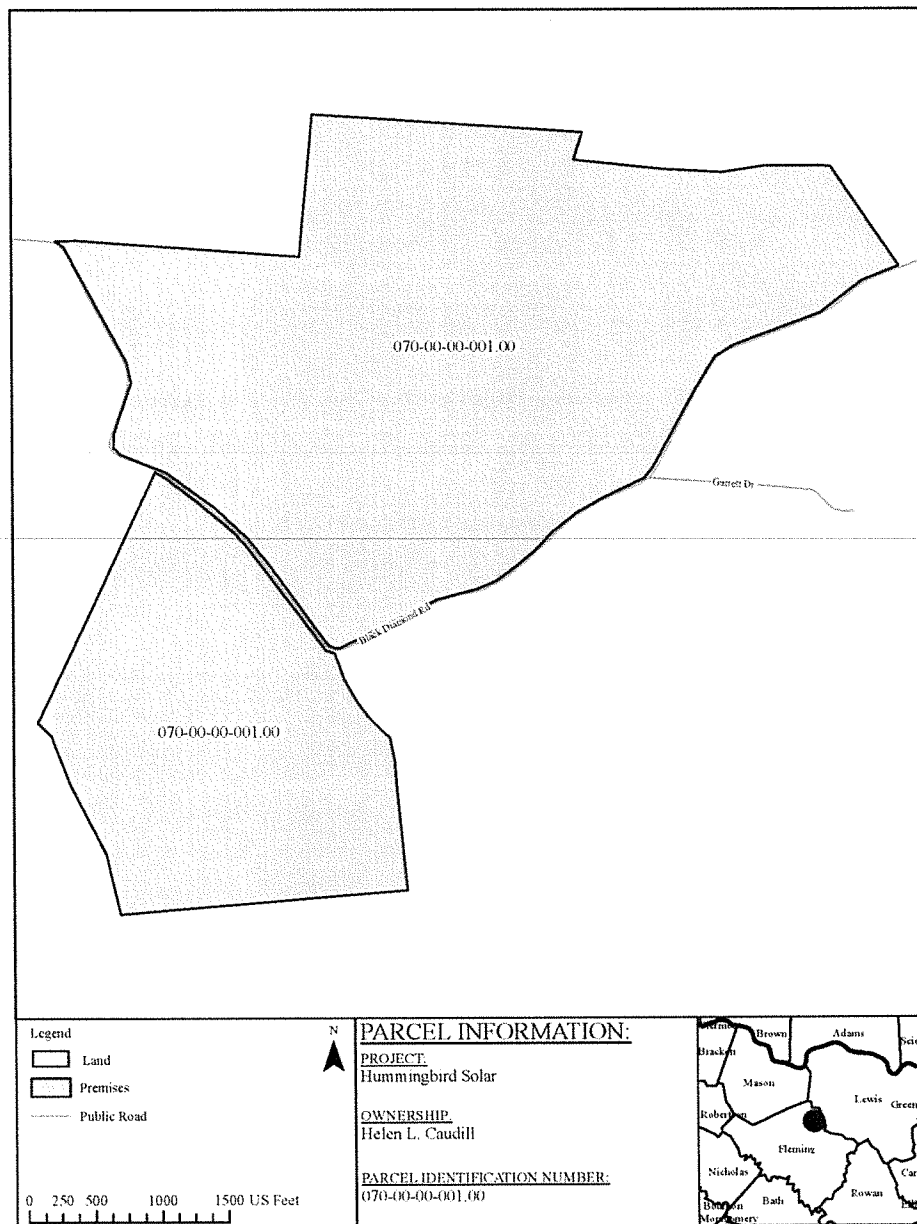 070-00-00-001.00
Garrett Dr
Black Diamond Rd
070-00-00-001.00
Legend
Land
Premises
Public Road
N
0 250 500 1000 1500 US Feet
PARCEL INFORMATION:
PROJECT:
Hummingbird Solar
OWNERSHIP:
Helen L. Caudill
PARCEL IDENTIFICATION NUMBER:
070-00-00-001.00
Brown
Adams
Bracken
Mason
Lewis
Green
Robertson
Fleming
Nicholas
Rowan
Bath
Montgomery